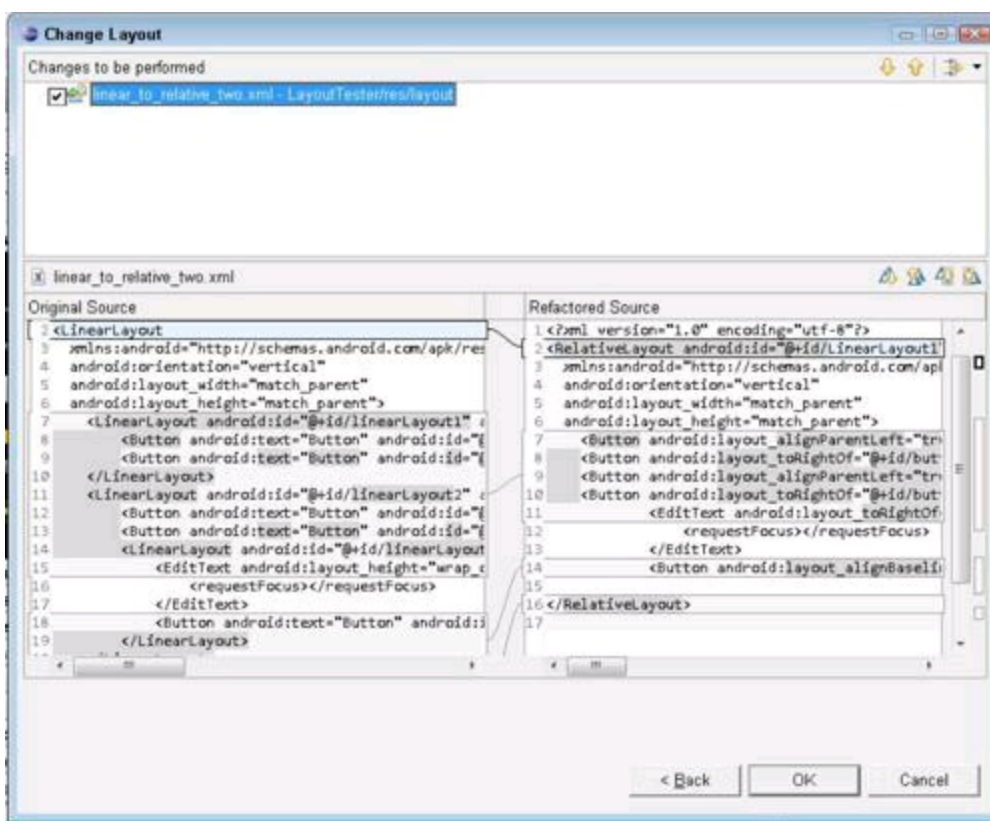 Change Layout
Changes to be performed
linear_to_relative_two.xml - LayoutTester/res/layout
linear_to_relative_two.xml
Original Source
2 <LinearLayout
3 xmlns:android="http://schemas.android.com/apk/res
4 android:orientation="vertical"
5 android:layout_width="match_parent"
6 android:layout_height="match_parent">
7 <LinearLayout android:id="@+id/linearLayout1" a
8 <Button android:text="Button" android:id="@
9 <Button android:text="Button" android:id="@
10 </LinearLayout>
11 <LinearLayout android:id="@+id/linearLayout2" a
12 <Button android:text="Button" android:id="@
13 <Button android:text="Button" android:id="@
14 <LinearLayout android:id="@+id/linearLayout
15 <EditText android:layout_height="wrap_c
16 <requestFocus></requestFocus>
17 </EditText>
18 <Button android:text="Button" android:i
19 </LinearLayout>
Refactored Source
1 <?xml version="1.0" encoding="utf-8"?>
2 <RelativeLayout android:id="@+id/LinearLayout1"
3 xmlns:android="http://schemas.android.com/apk
4 android:orientation="vertical"
5 android:layout_width="match_parent"
6 android:layout_height="match_parent">
7 <Button android:layout_alignParentLeft="tr
8 <Button android:layout_toRightOf="@+id/but
9 <Button android:layout_alignParentLeft="tr
10 <Button android:layout_toRightOf="@+id/but
11 <EditText android:layout_toRightOf
12 <requestFocus></requestFocus>
13 </EditText>
14 <Button android:layout_alignBaseli
15
16 </RelativeLayout>
17
< Back
OK
Cancel